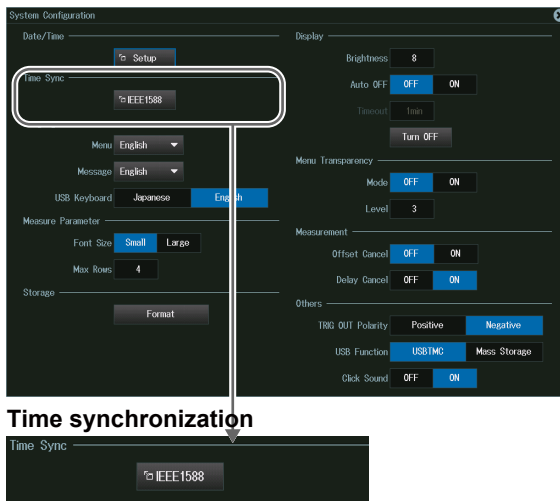 System Configuration
Date/Time
Setup
Time Sync
IEEE1588
Menu English
Message English
USB Keyboard Japanese English
Measure Parameter
Font Size Small Large
Max Rows 4
Storage
Format
Display
Brightness 8
Auto OFF OFF ON
Timeout 1min
Turn OFF
Menu Transparency
Mode OFF ON
Level 3
Measurement
Offset Cancel OFF ON
Delay Cancel OFF ON
Others
TRIG OUT Polarity Positive Negative
USB Function USBTMC Mass Storage
Click Sound OFF ON
Time synchronization
Time Sync
IEEE1588